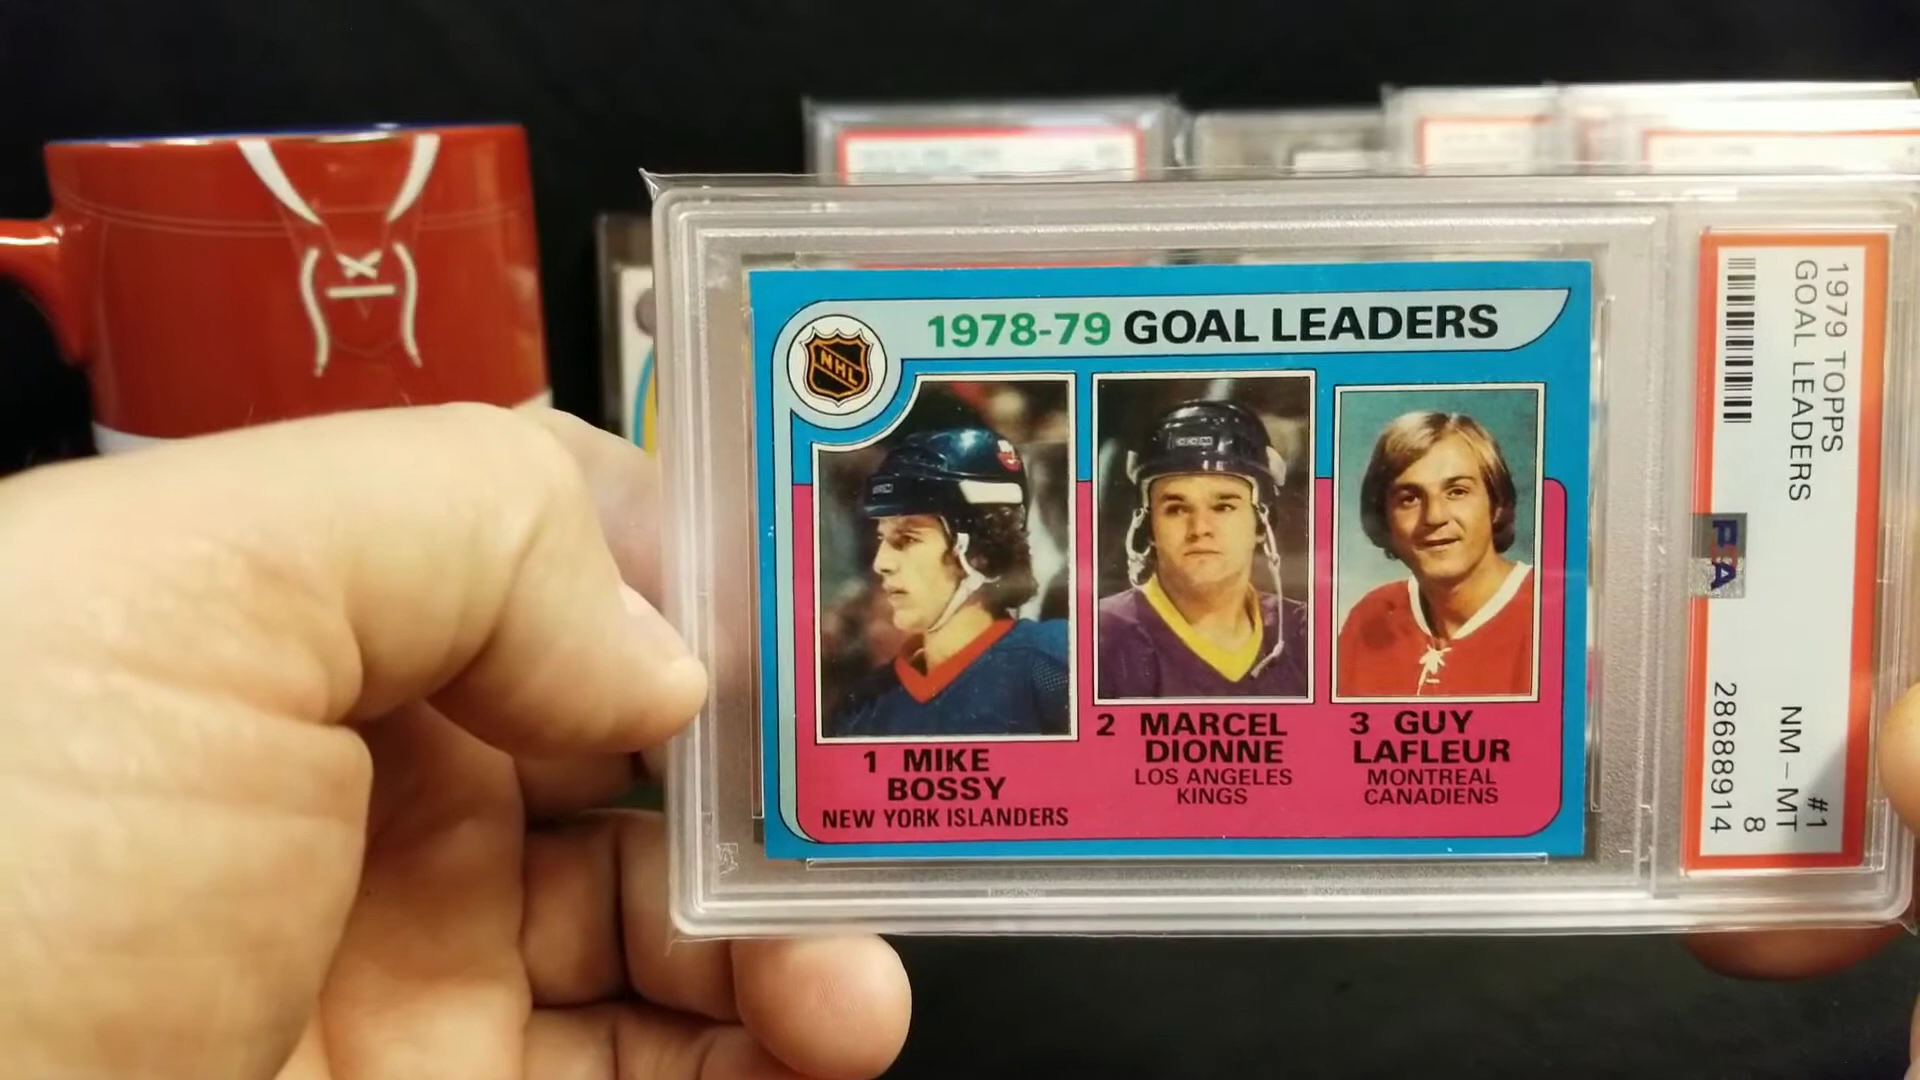 1978-79 GOAL LEADERS
NHL
CCM
1 MIKE
BOSSY
NEW YORK ISLANDERS
2 MARCEL
DIONNE
LOS ANGELES
KINGS
3 GUY
LAFLEUR
MONTREAL
CANADIENS
1979 TOPPS #1
GOAL LEADERS NM-MT
8
PSA
28688914